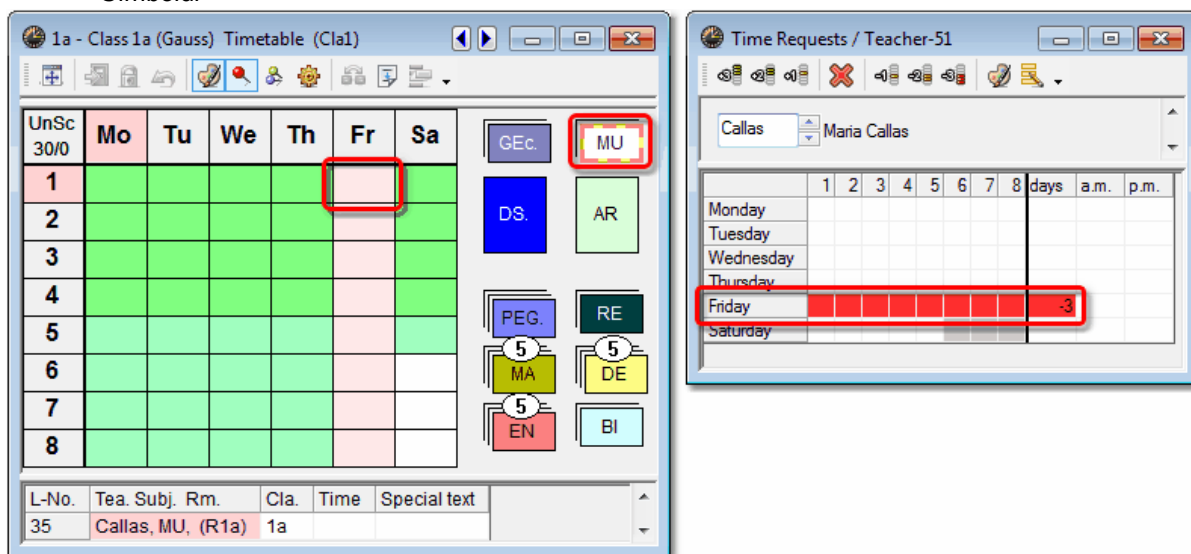 1a - Class 1a (Gauss) Timetable (Cla1)
UnSc
30/0
Mo Tu We Th Fr Sa
1
2
3
4
5
6
7
8
GEc. MU
DS. AR
PEG. RE
5 5
MA DE
5
EN BI
L-No. Tea. Subj. Rm. Cla. Time Special text
35 Callas, MU, (R1a) 1a
Time Requests / Teacher-51
Callas Maria Callas
1 2 3 4 5 6 7 8 days a.m. p.m.
Monday
Tuesday
Wednesday
Thursday
Friday -3
Saturday